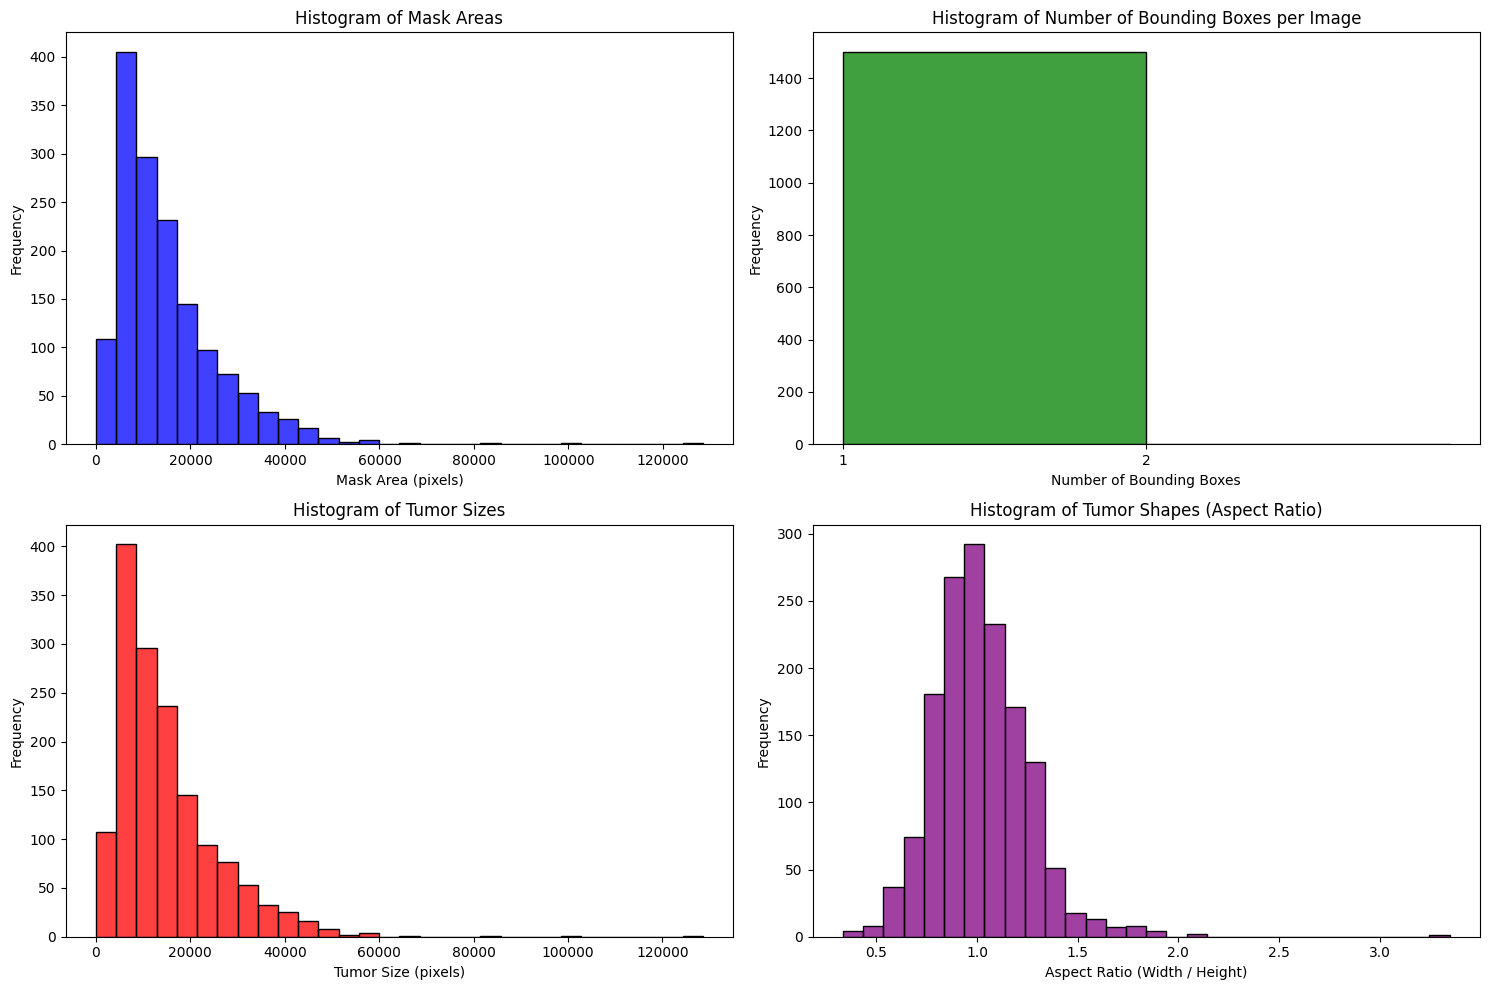 Histogram of Mask Areas
Frequency
400
350
300
250
200
150
100
50
0
0 20000 40000 60000 80000 100000 120000
Mask Area (pixels)
Histogram of Number of Bounding Boxes per Image
Frequency
1400
1200
1000
800
600
400
200
0
1 2
Number of Bounding Boxes
Histogram of Tumor Sizes
Frequency
400
350
300
250
200
150
100
50
0
0 20000 40000 60000 80000 100000 120000
Tumor Size (pixels)
Histogram of Tumor Shapes (Aspect Ratio)
Frequency
300
250
200
150
100
50
0
0.5 1.0 1.5 2.0 2.5 3.0
Aspect Ratio (Width / Height)